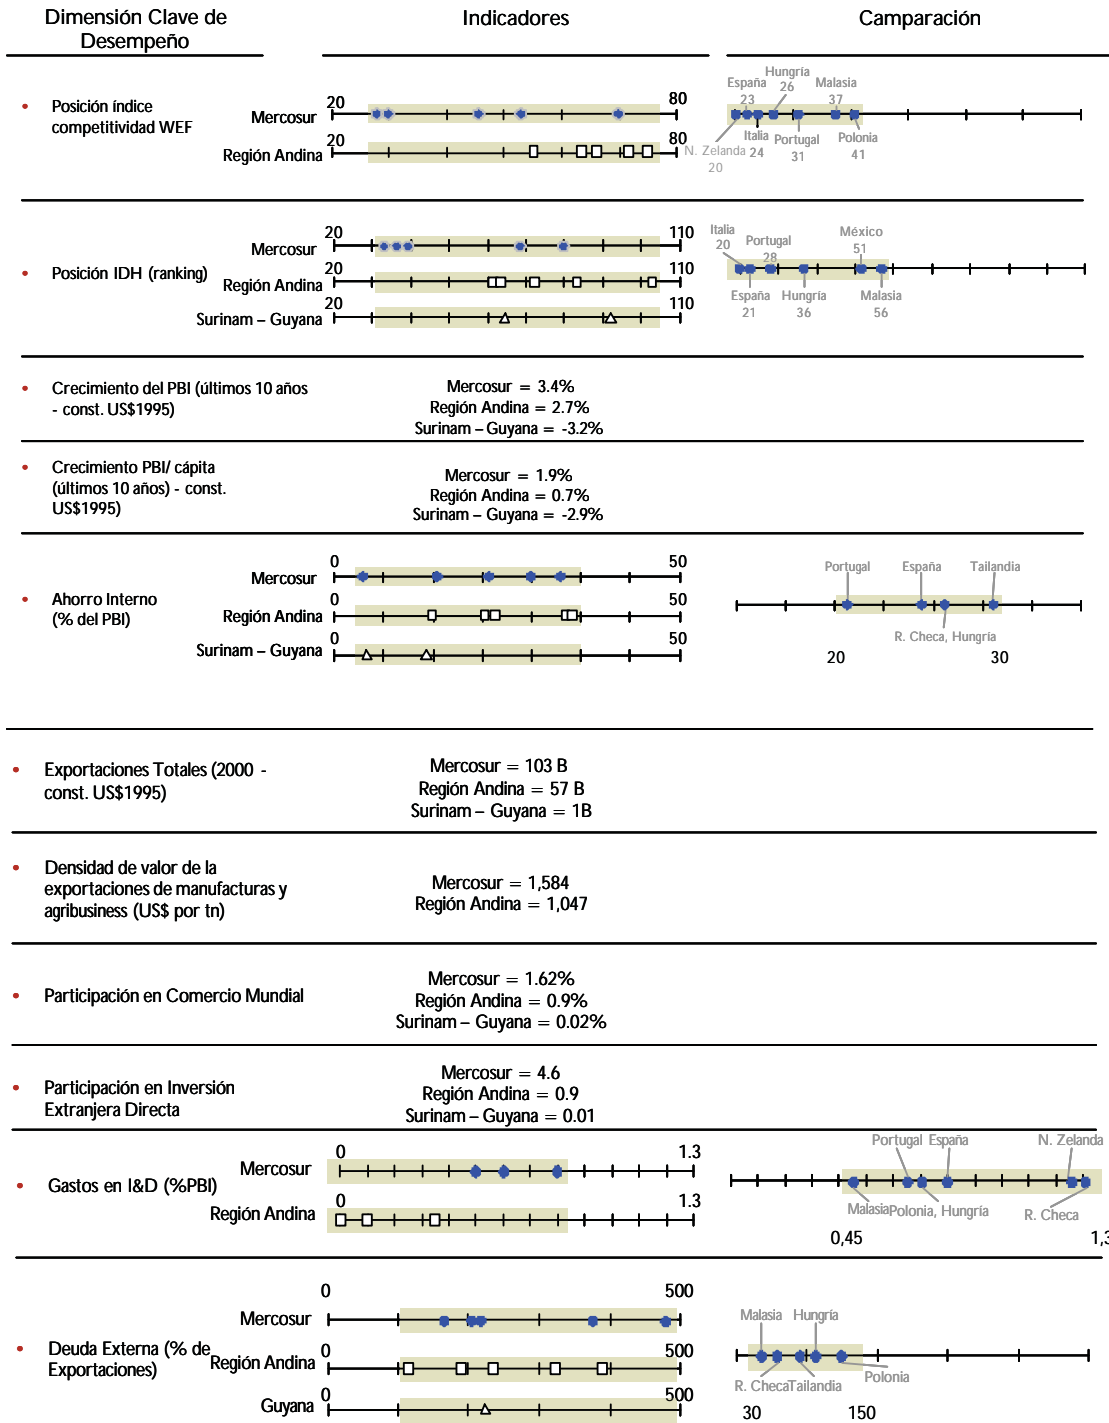 Dimensión Clave de
Desempeño
Indicadores
Camparación
• Posición índice
competitividad WEF
Mercosur
20
80
Región Andina
20
80
España
23
Hungría
26
Malasia
37
N. Zelanda
20
Italia
24
Portugal
31
Polonia
41
• Posición IDH (ranking)
Mercosur
20
110
Región Andina
20
110
Surinam – Guyana
20
110
Italia
20
Portugal
28
México
51
España
21
Hungría
36
Malasia
56
• Crecimiento del PBI (últimos 10 años
- const. US$1995)
Mercosur = 3.4%
Región Andina = 2.7%
Surinam – Guyana = -3.2%
• Crecimiento PBI/ cápita
(últimos 10 años) - const.
US$1995)
Mercosur = 1.9%
Región Andina = 0.7%
Surinam – Guyana = -2.9%
• Ahorro Interno
(% del PBI)
Mercosur
0
50
Región Andina
0
50
Surinam – Guyana
0
50
Portugal
España
Tailandia
R. Checa, Hungría
20
30
• Exportaciones Totales (2000 -
const. US$1995)
Mercosur = 103 B
Región Andina = 57 B
Surinam – Guyana = 1B
• Densidad de valor de la
exportaciones de manufacturas y
agribusiness (US$ por tn)
Mercosur = 1,584
Región Andina = 1,047
• Participación en Comercio Mundial
Mercosur = 1.62%
Región Andina = 0.9%
Surinam – Guyana = 0.02%
• Participación en Inversión
Extranjera Directa
Mercosur = 4.6
Región Andina = 0.9
Surinam – Guyana = 0.01
• Gastos en I&D (%PBI)
Mercosur
0
1.3
Región Andina
0
1.3
Portugal España
N. Zelanda
Malasia
Polonia, Hungría
R. Checa
0,45
1,3
• Deuda Externa (% de
Exportaciones)
Mercosur
0
500
Región Andina
0
500
Guyana
0
500
Malasia
Hungría
R. Checa
Tailandia
Polonia
30
150